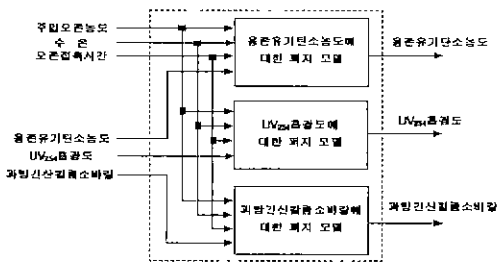 주입오존농도
수 온
오존접촉시간
용존유기탄소농도
UV254흡광도
과망간산칼륨소비량
용존유기탄소농도에
대한 퍼지 모델
UV254흡광도에
대한 퍼지 모델
과망간산칼륨소비량에
대한 퍼지 모델
용존유기탄소농도
UV254흡광도
과망간산칼륨소비량